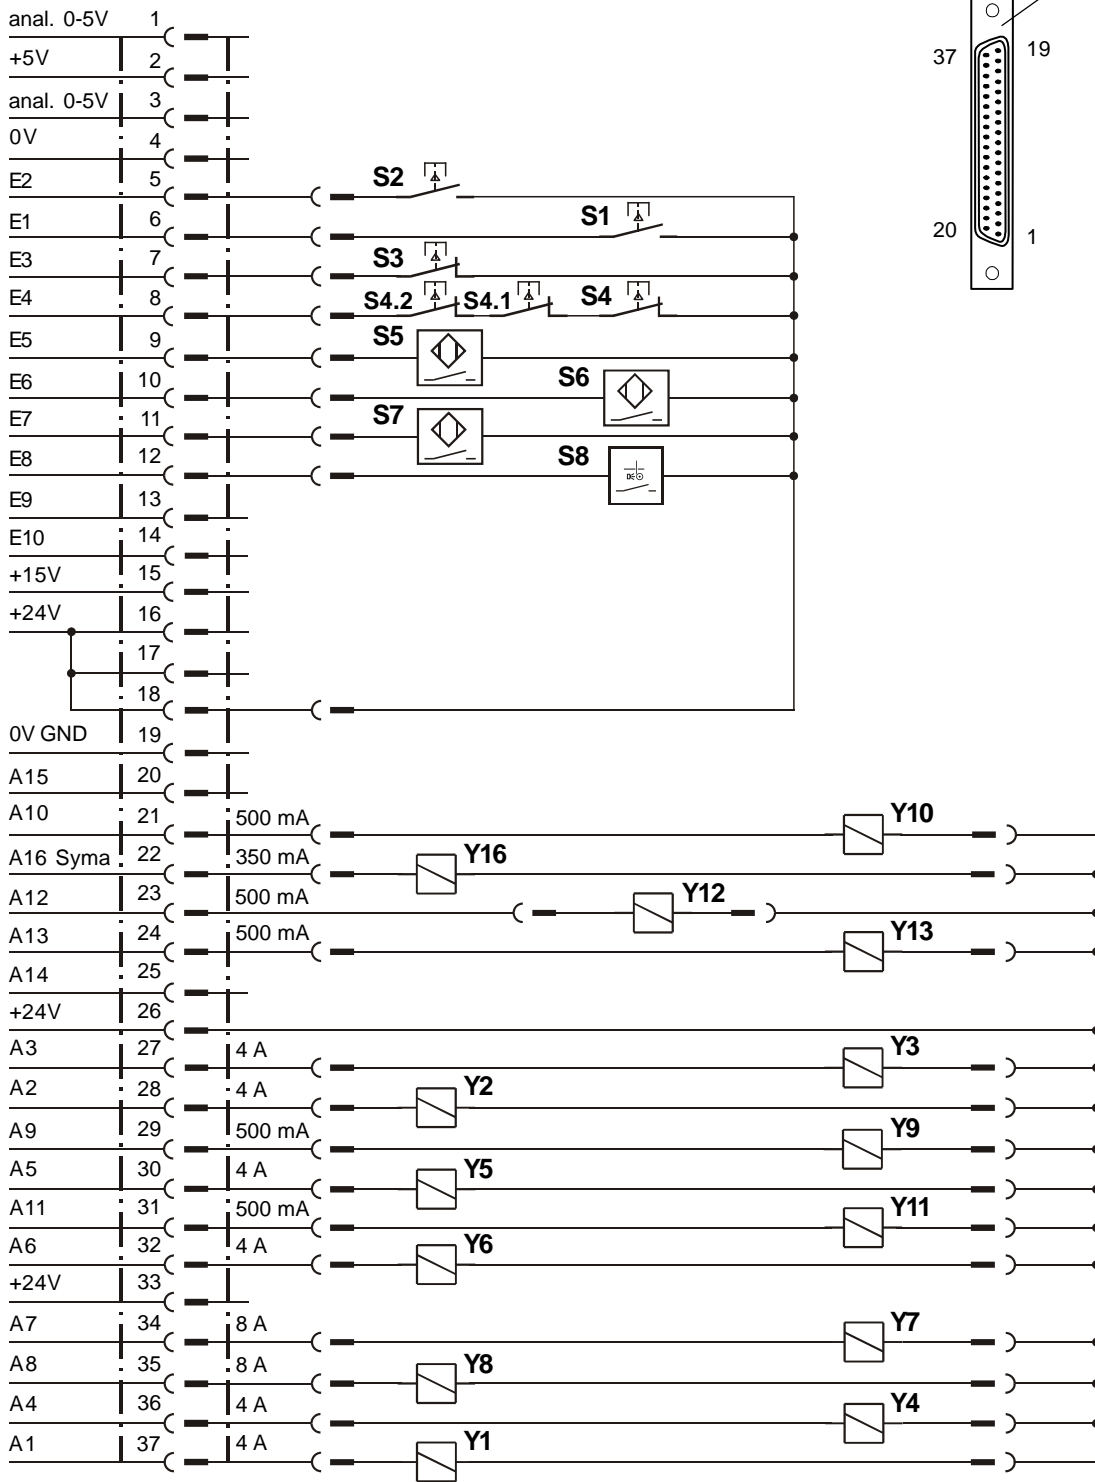 anal. 0-5V 1
37 19
+5V 2
anal. 0-5V 3
0V 4
E2 5 S2
E1 6 S1
20 1
E3 7 S3
E4 8 S4.2 S4.1 S4
E5 9 S5
E6 10 S6
E7 11 S7
E8 12 S8
E9 13
E10 14
+15V 15
+24V 16
17
18
0V GND 19
A15 20
A10 21 500 mA Y10
A16 Syma 22 350 mA Y16
A12 23 500 mA Y12
A13 24 500 mA Y13
A14 25
+24V 26
A3 27 4 A Y3
A2 28 4 A Y2
A9 29 500 mA Y9
A5 30 4 A Y5
A11 31 500 mA Y11
A6 32 4 A Y6
+24V 33
A7 34 8 A Y7
A8 35 8 A Y8
A4 36 4 A Y4
A1 37 4 A Y1